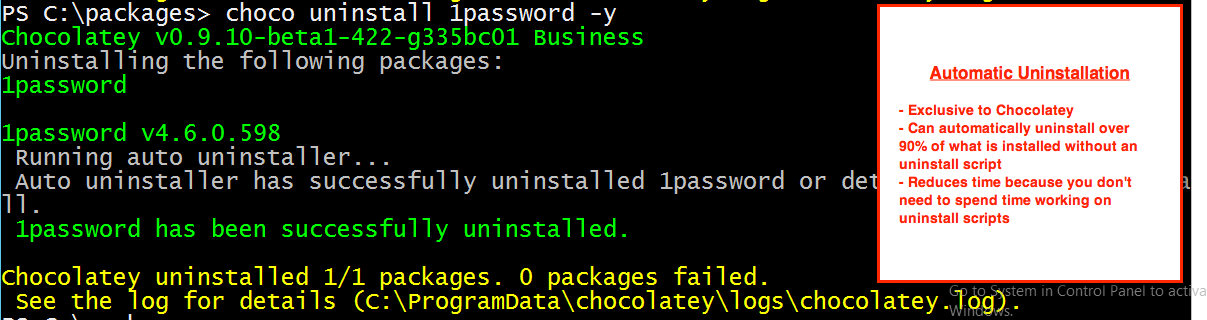 PS C:\packages> choco uninstall 1password -y
Chocolatey v0.9.10-beta1-422-g335bc01 Business
Uninstalling the following packages:
1password
1password v4.6.0.598
Running auto uninstaller...
Auto uninstaller has successfully uninstalled 1password or
ll.
1password has been successfully uninstalled.
Chocolatey uninstalled 1/1 packages. 0 packages failed.
See the log for details (C:\ProgramData\chocolatey\logs\chocolatey.log).
Automatic Uninstallation
- Exclusive to Chocolatey
- Can automatically uninstall over
90% of what is installed without an
uninstall script
- Reduces time because you don't
need to spend time working on
uninstall scripts
Go to System in Control Panel to activa
Windows.